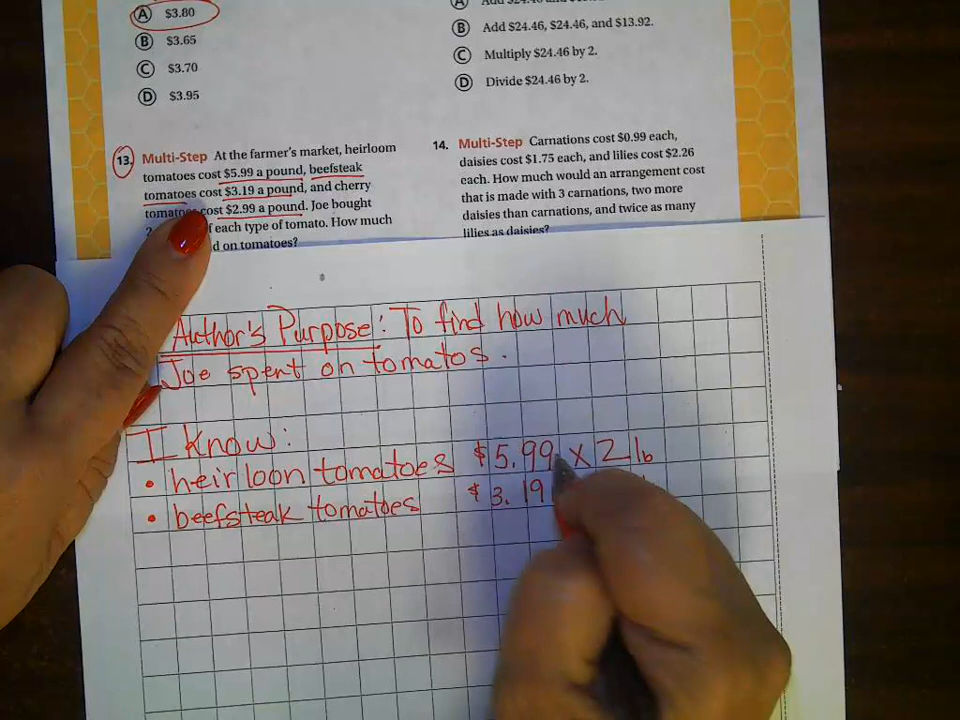 A $3.80
B $3.65
C $3.70
D $3.95
A
B Add $24.46, $24.46, and $13.92.
C Multiply $24.46 by 2.
D Divide $24.46 by 2.
13. Multi-Step At the farmer's market, heirloom
tomatoes cost $5.99 a pound, beefsteak
tomatoes cost $3.19 a pound, and cherry
tomatoes cost $2.99 a pound. Joe bought
of each type of tomato. How much
on tomatoes?
14. Multi-Step Carnations cost $0.99 each,
daisies cost $1.75 each, and lilies cost $2.26
each. How much would an arrangement cost
that is made with 3 carnations, two more
daisies than carnations, and twice as many
lilies as daisies?
Author's Purpose: To find how much
Joe spent on tomatos.
I know:
• heirloon tomatoes $5.99 x 2 lb
• beefsteak tomatoes $3.19